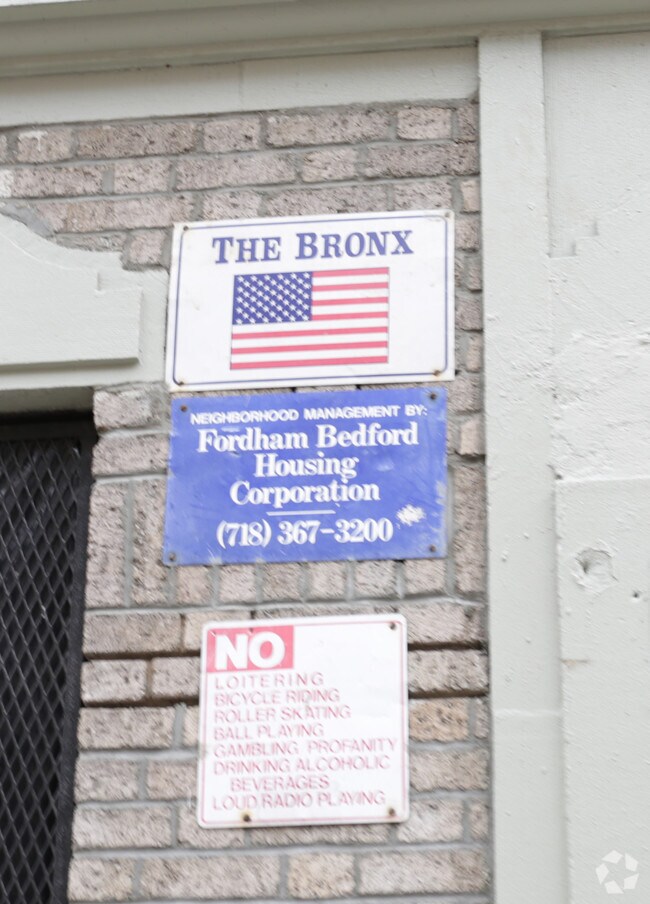 THE BRONX
NEIGHBORHOOD MANAGEMENT BY:
Fordham Bedford
Housing
Corporation
(718) 367-3200
NO
LOITERING
BICYCLE RIDING
ROLLER SKATING
BALL PLAYING
GAMBLING PROFANITY
DRINKING ALCOHOLIC
BEVERAGES
LOUD RADIO PLAYING